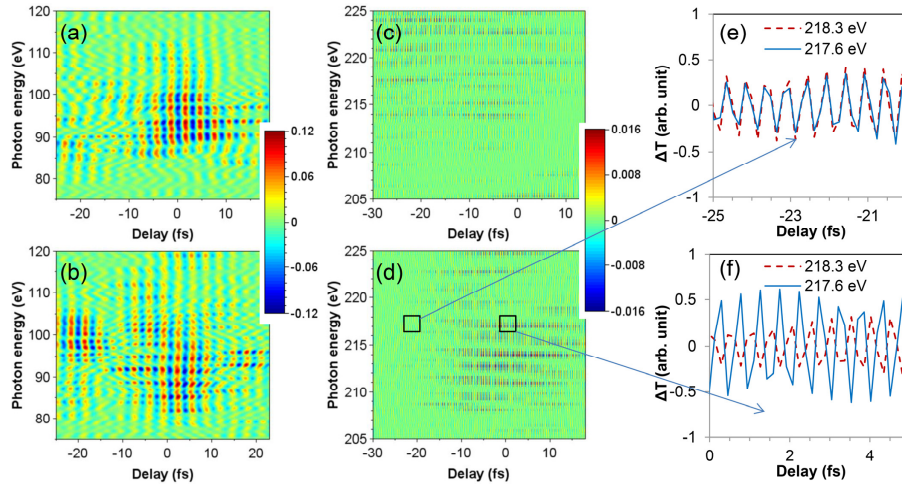 (a)
120
110
100
90
80
Photon energy (eV)
-20
-10
0
10
Delay (fs)
0.12
0.06
0
-0.06
-0.12
(b)
120
110
100
90
80
Photon energy (eV)
-20
-10
0
10
20
Delay (fs)
(c)
225
220
215
210
205
Photon energy (eV)
-30
-20
-10
0
10
Delay (fs)
0.016
0.008
0
-0.008
-0.016
(d)
225
220
215
210
205
Photon energy (eV)
-30
-20
-10
0
10
Delay (fs)
(e)
218.3 eV
217.6 eV
1
0.5
0
-0.5
-1
ΔT (arb. unit)
-25
-23
-21
Delay (fs)
(f)
218.3 eV
217.6 eV
1
0.5
0
-0.5
-1
ΔT (arb. unit)
0
2
4
Delay (fs)